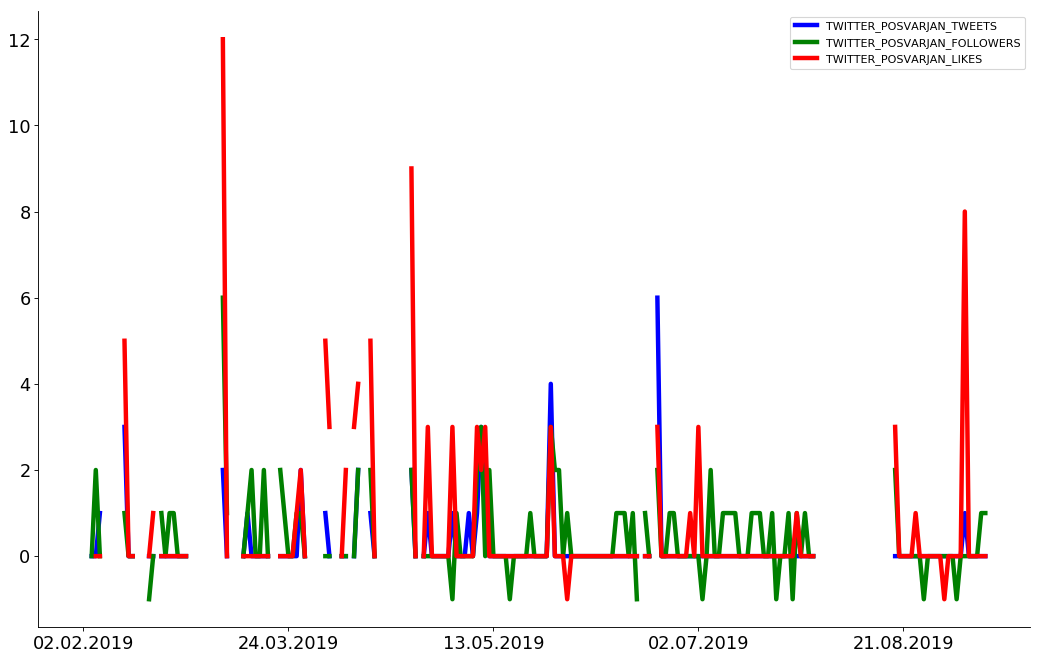 TWITTER_POSVARJAN_TWEETS
TWITTER_POSVARJAN_FOLLOWERS
TWITTER_POSVARJAN_LIKES
12
10
8
6
4
2
0
02.02.2019 24.03.2019 13.05.2019 02.07.2019 21.08.2019